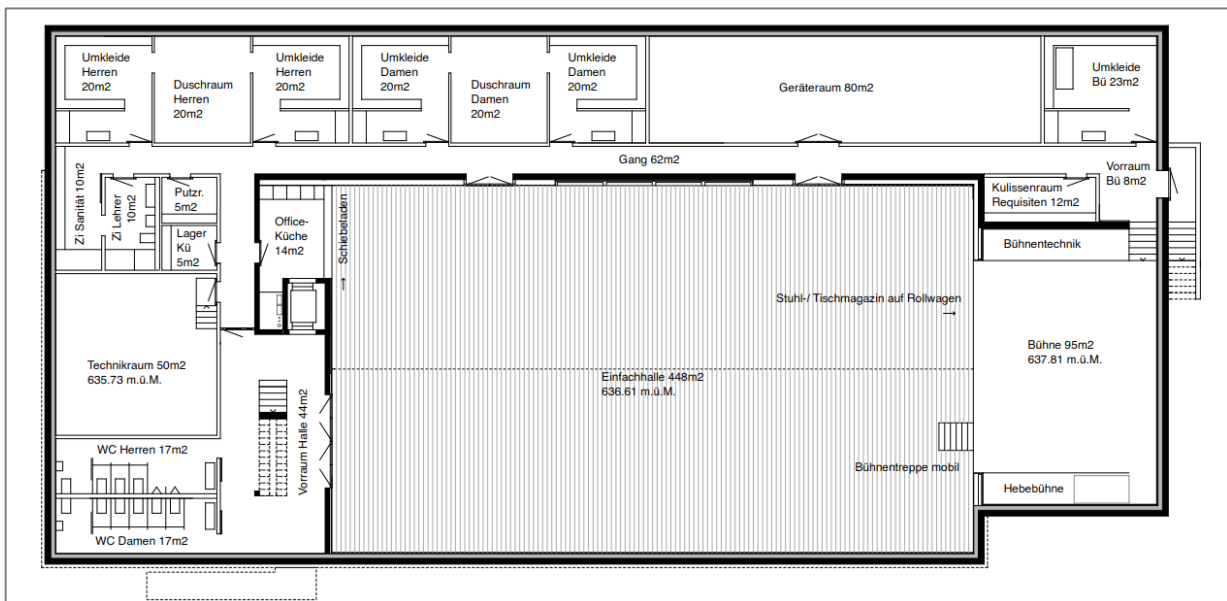 Umkleide
Herren
20m2
Duschraum
Herren
20m2
Umkleide
Herren
20m2
Umkleide
Damen
20m2
Duschraum
Damen
20m2
Umkleide
Damen
20m2
Geräteraum 80m2
Umkleide
Bü 23m2
Gang 62m2
Vorraum
Bü 8m2
Zi Sanität 10m2
Zi Lehrer
10m2
Putzr.
5m2
Lager
Kü
5m2
Office-
Küche
14m2
→ Schiebeladen
Kulissenraum
Requisiten 12m2
Bühnentechnik
Stuhl-/ Tischmagazin auf Rollwagen
→
Bühne 95m2
637.81 m.ü.M.
Technikraum 50m2
635.73 m.ü.M.
Einfachhalle 448m2
636.61 m.ü.M.
Vorraum Halle 44m2
WC Herren 17m2
Bühnentreppe mobil
Hebebühne
WC Damen 17m2